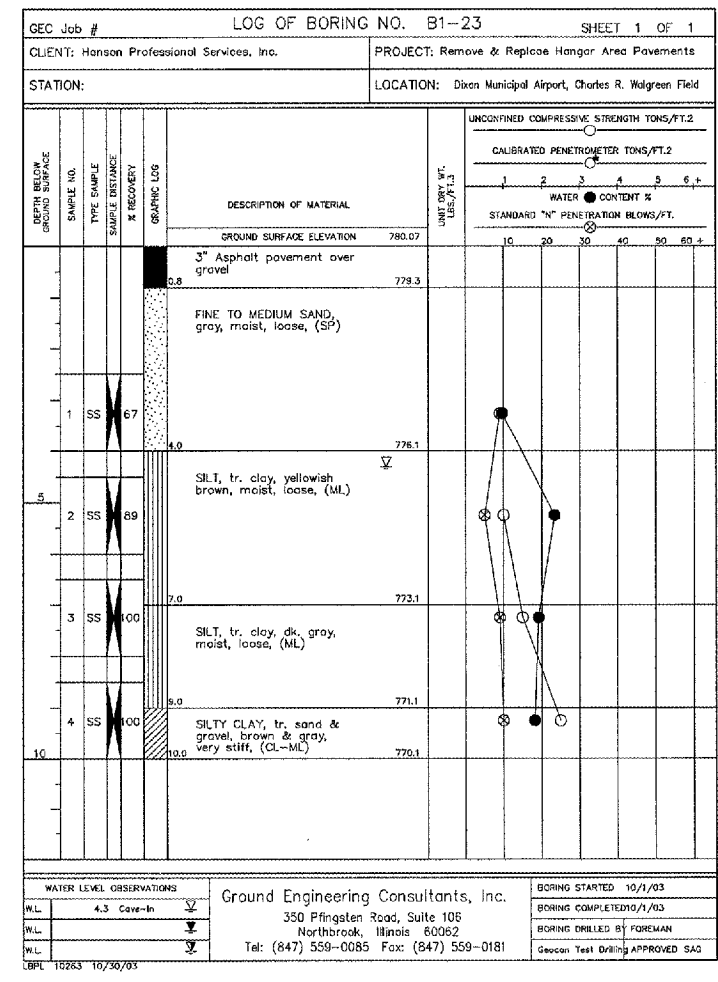 GEC Job # LOG OF BORING NO. B1-23 SHEET 1 OF 1
CLIENT: Hanson Professional Services, Inc. PROJECT: Remove & Replcae Hangar Area Pavements
STATION: LOCATION: Dixon Municipal Airport, Charles R. Walgreen Field
DEPTH BELOW GROUND SURFACE
SAMPLE NO.
TYPE SAMPLE
SAMPLE DISTANCE
% RECOVERY
GRAPHIC LOG
DESCRIPTION OF MATERIAL
GROUND SURFACE ELEVATION 780.07
UNIT DRY WT. LBS./FT.3
UNCONFINED COMPRESSIVE STRENGTH TONS/FT.2
CALIBRATED PENETROMETER TONS/FT.2
1 2 3 4 5 6 +
WATER CONTENT %
STANDARD "N" PENETRATION BLOWS/FT.
10 20 30 40 50 60 +
3" Asphalt pavement over
gravel
0.8 779.3
FINE TO MEDIUM SAND,
gray, moist, loose, (SP)
1 SS 67
4.0 776.1
SILT, tr. clay, yellowish
brown, moist, loose, (ML)
5
2 SS 89
7.0 773.1
3 SS 100
SILT, tr. clay, dk. gray,
moist, loose, (ML)
9.0 771.1
4 SS 100
SILTY CLAY, tr. sand &
gravel, brown & gray,
very stiff, (CL-ML)
10 10.0 770.1
WATER LEVEL OBSERVATIONS
W.L. 4.3 Cave-In
W.L.
W.L.
Ground Engineering Consultants, Inc.
350 Pfingsten Road, Suite 106
Northbrook, Illinois 60062
Tel: (847) 559-0085 Fax: (847) 559-0181
BORING STARTED 10/1/03
BORING COMPLETED 10/1/03
BORING DRILLED BY FOREMAN
Geocon Test Drilling APPROVED SAG
LBPL 10263 10/30/03